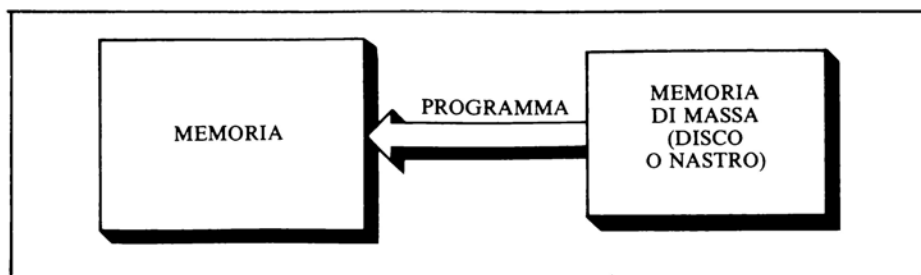 MEMORIA
PROGRAMMA
MEMORIA
DI MASSA
(DISCO
O NASTRO)